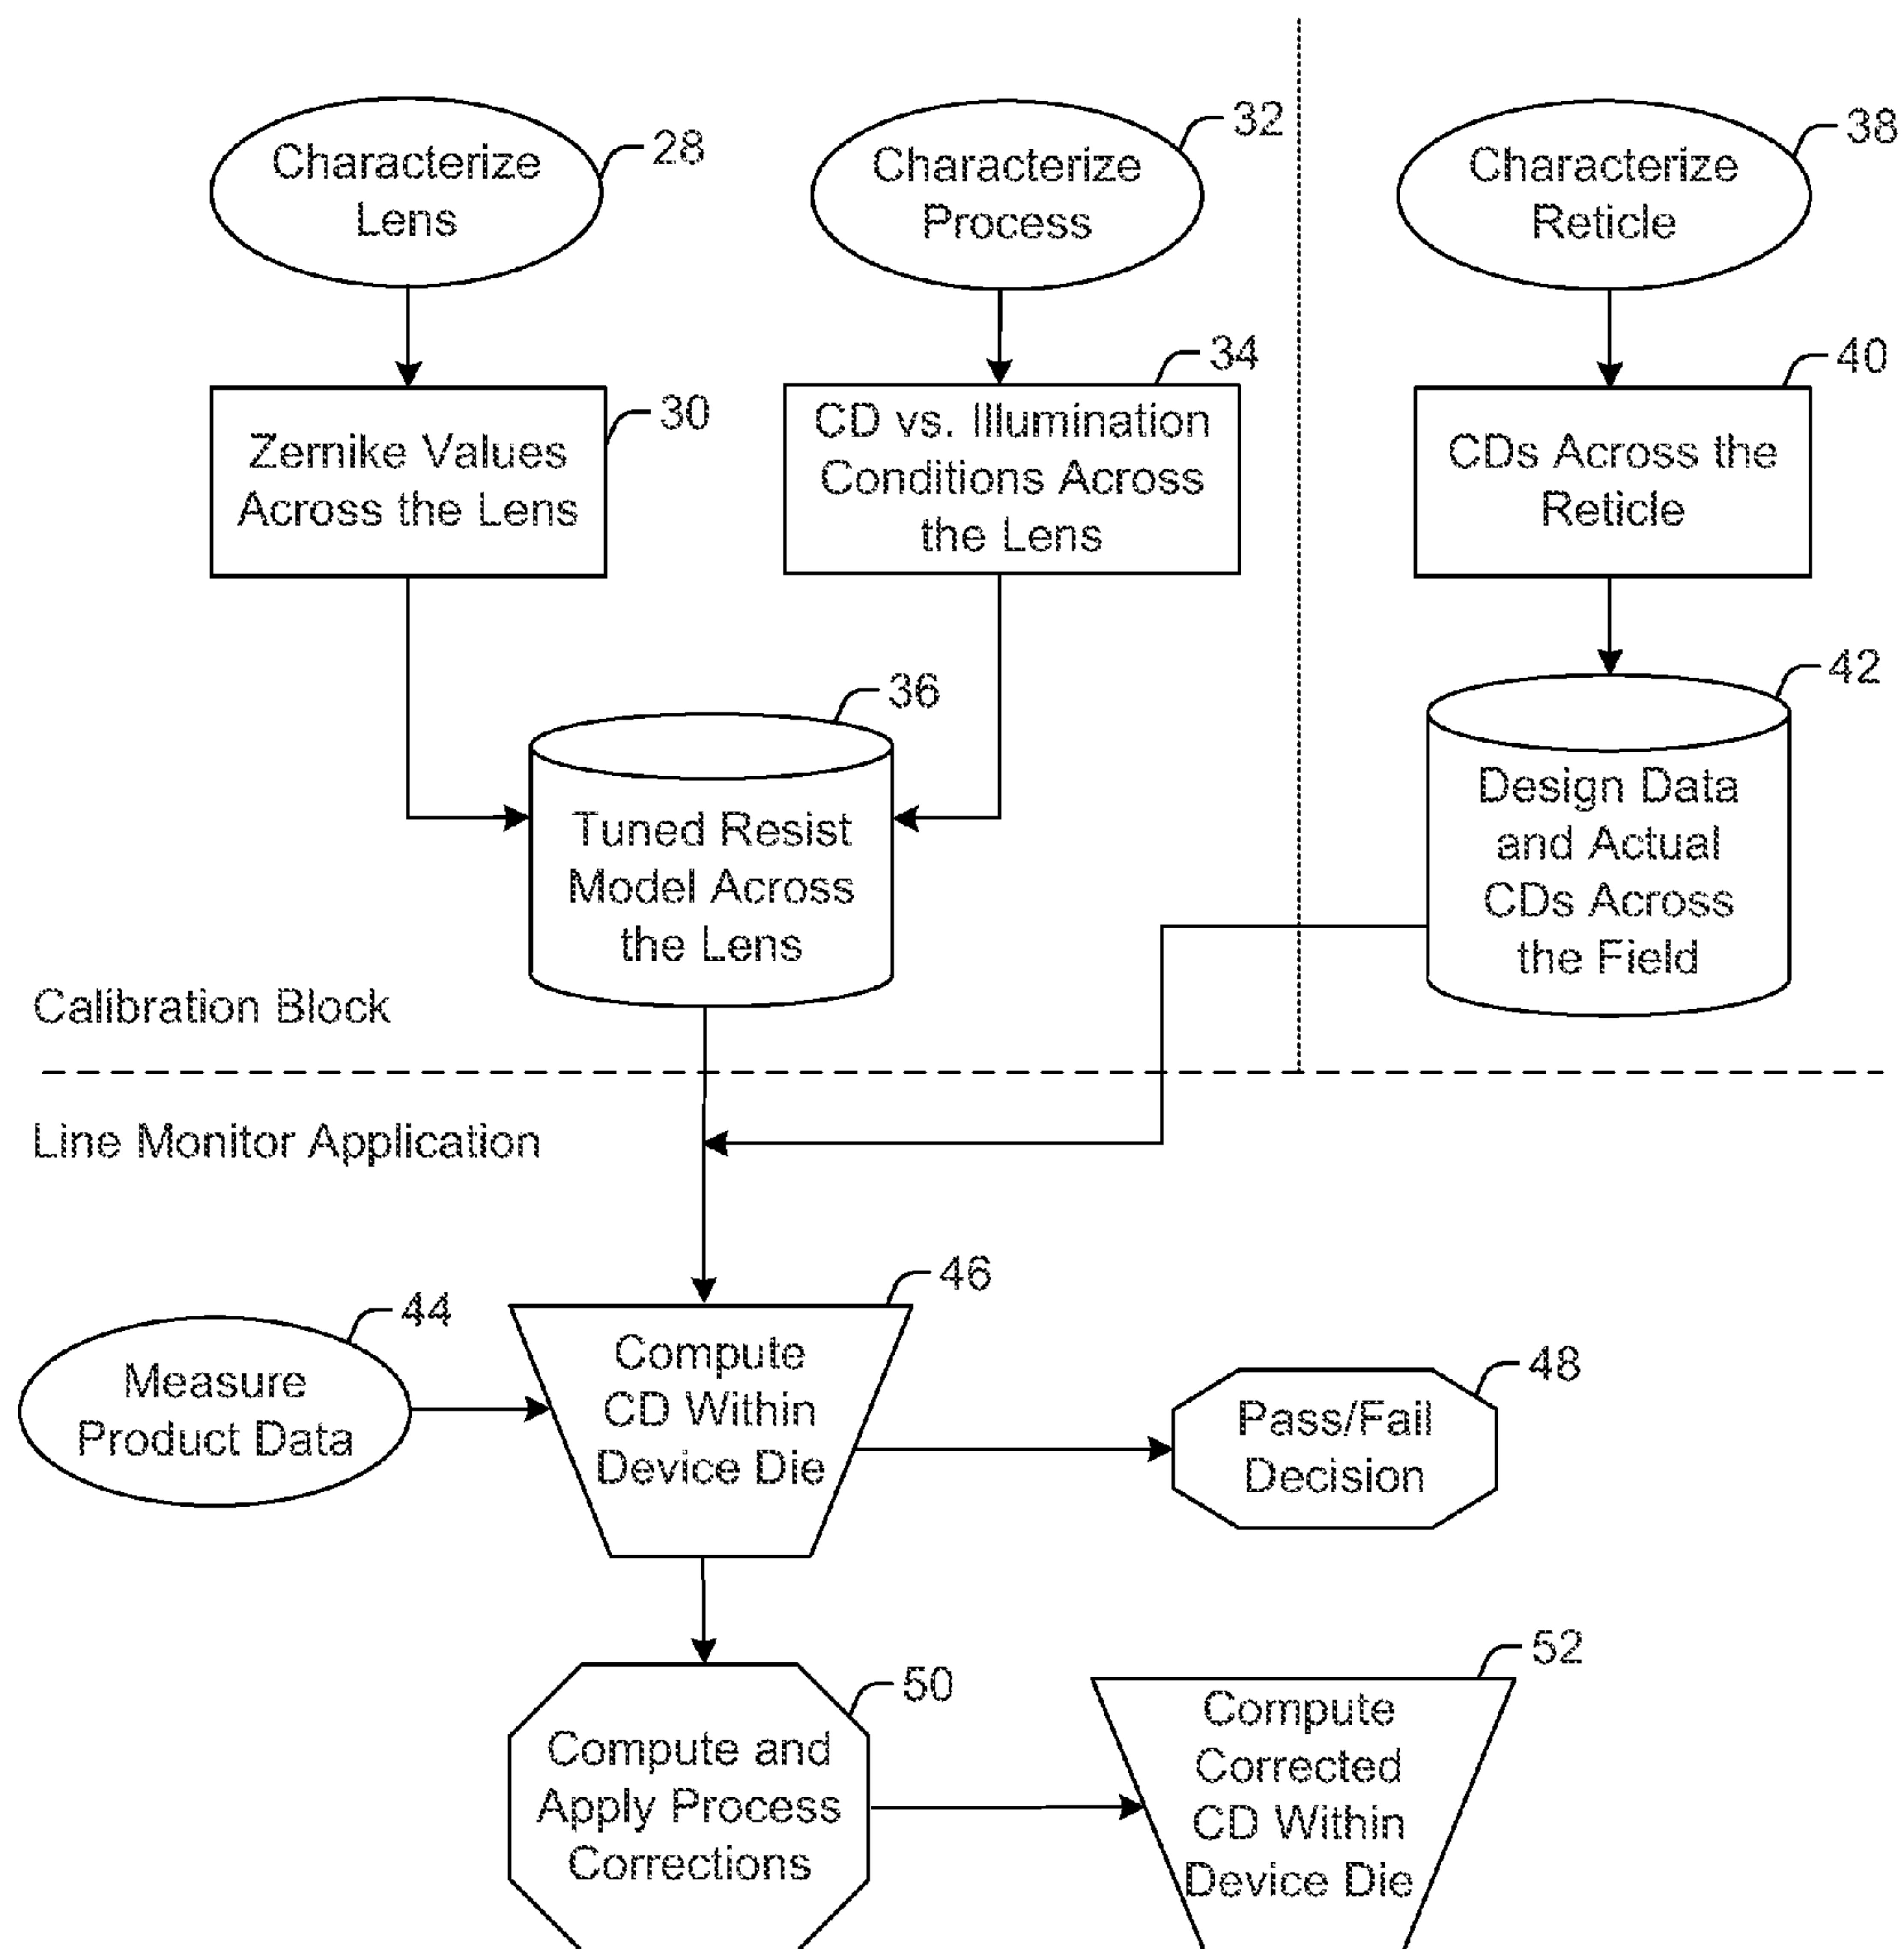 Characterize
Lens
28
Characterize
Process
32
Characterize
Reticle
38
Zernike Values
Across the Lens
30
CD vs. Illumination
Conditions Across
the Lens
34
CDs Across the
Reticle
40
Tuned Resist
Model Across
the Lens
36
Design Data
and Actual
CDs Across
the Field
42
Calibration Block
Line Monitor Application
Measure
Product Data
44
Compute
CD Within
Device Die
46
Pass/Fail
Decision
48
Compute and
Apply Process
Corrections
50
Compute
Corrected
CD Within
Device Die
52